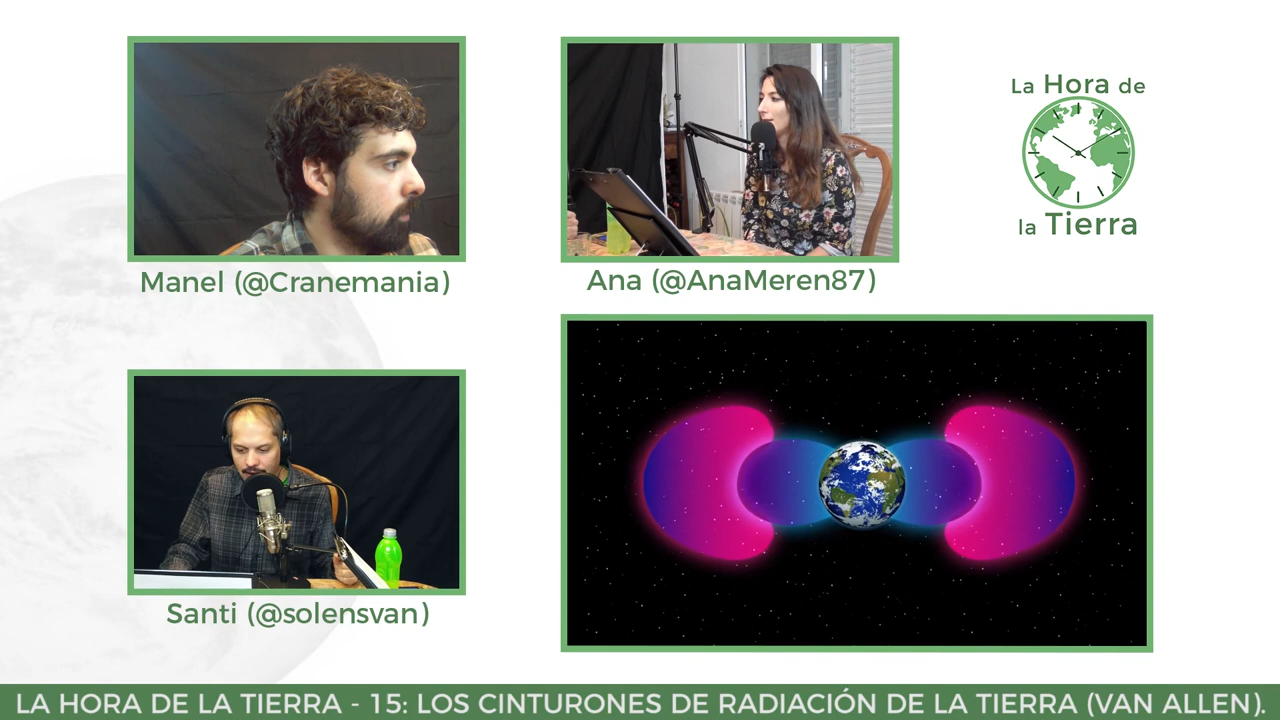 La Hora de
la Tierra
Manel (@Cranemania)
Ana (@AnaMeren87)
Santi (@solensvan)
LA HORA DE LA TIERRA - 15: LOS CINTURONES DE RADIACIÓN DE LA TIERRA (VAN ALLEN).